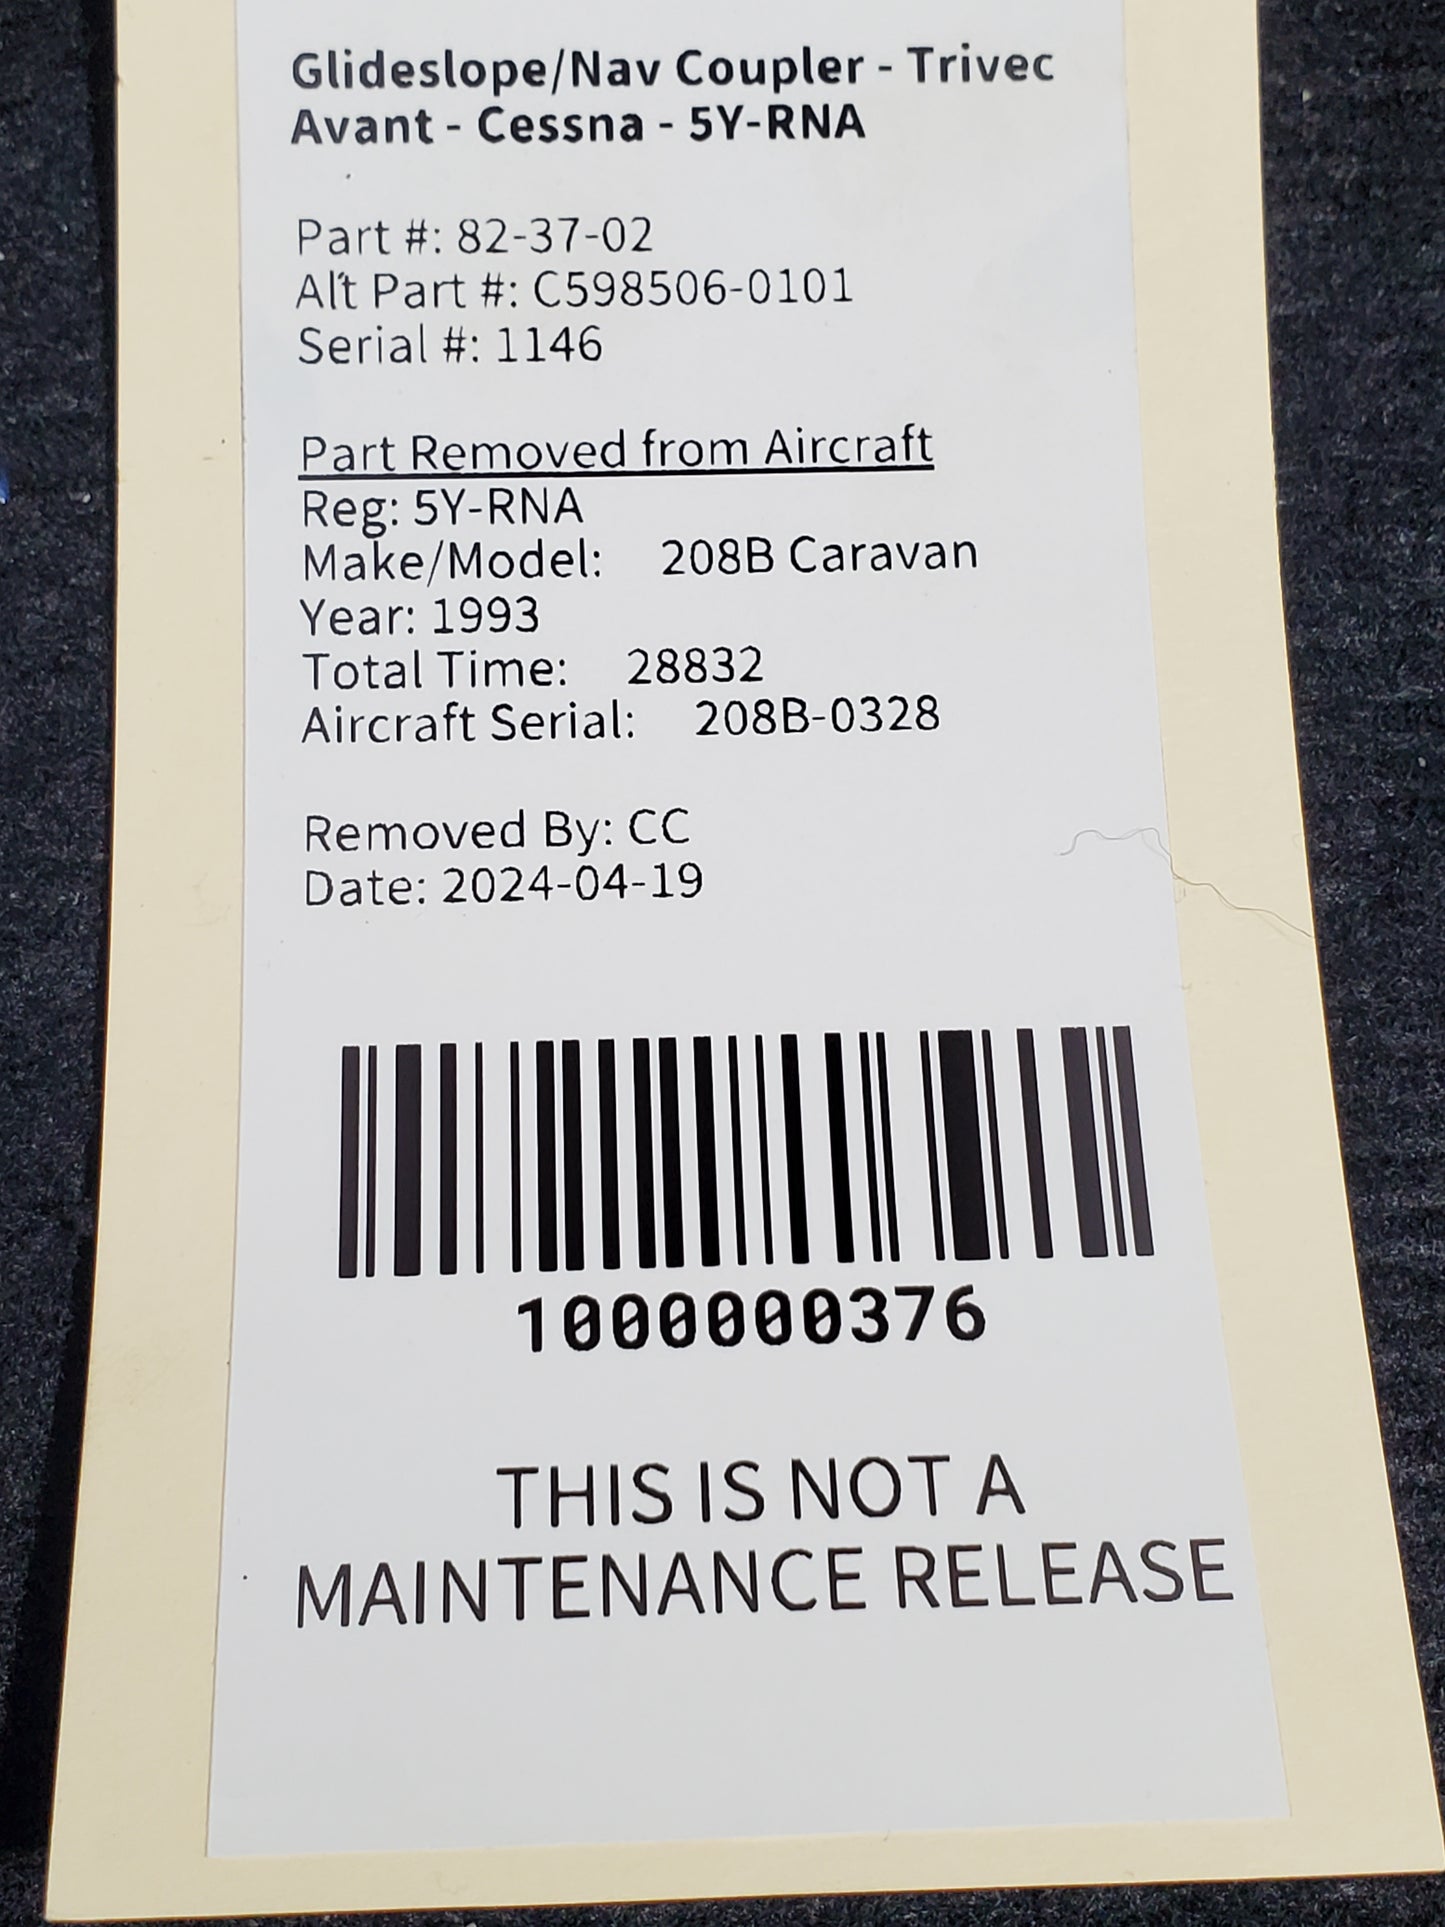 Glideslope/Nav Coupler - Trivec
Avant - Cessna - 5Y-RNA
Part #: 82-37-02
Al't Part #: C598506-0101
Serial #: 1146
Part Removed from Aircraft
Reg: 5Y-RNA
Make/Model: 208B Caravan
Year: 1993
Total Time: 28832
Aircraft Serial: 208B-0328
Removed By: CC
Date: 2024-04-19
1000000376
THIS IS NOT A
MAINTENANCE RELEASE